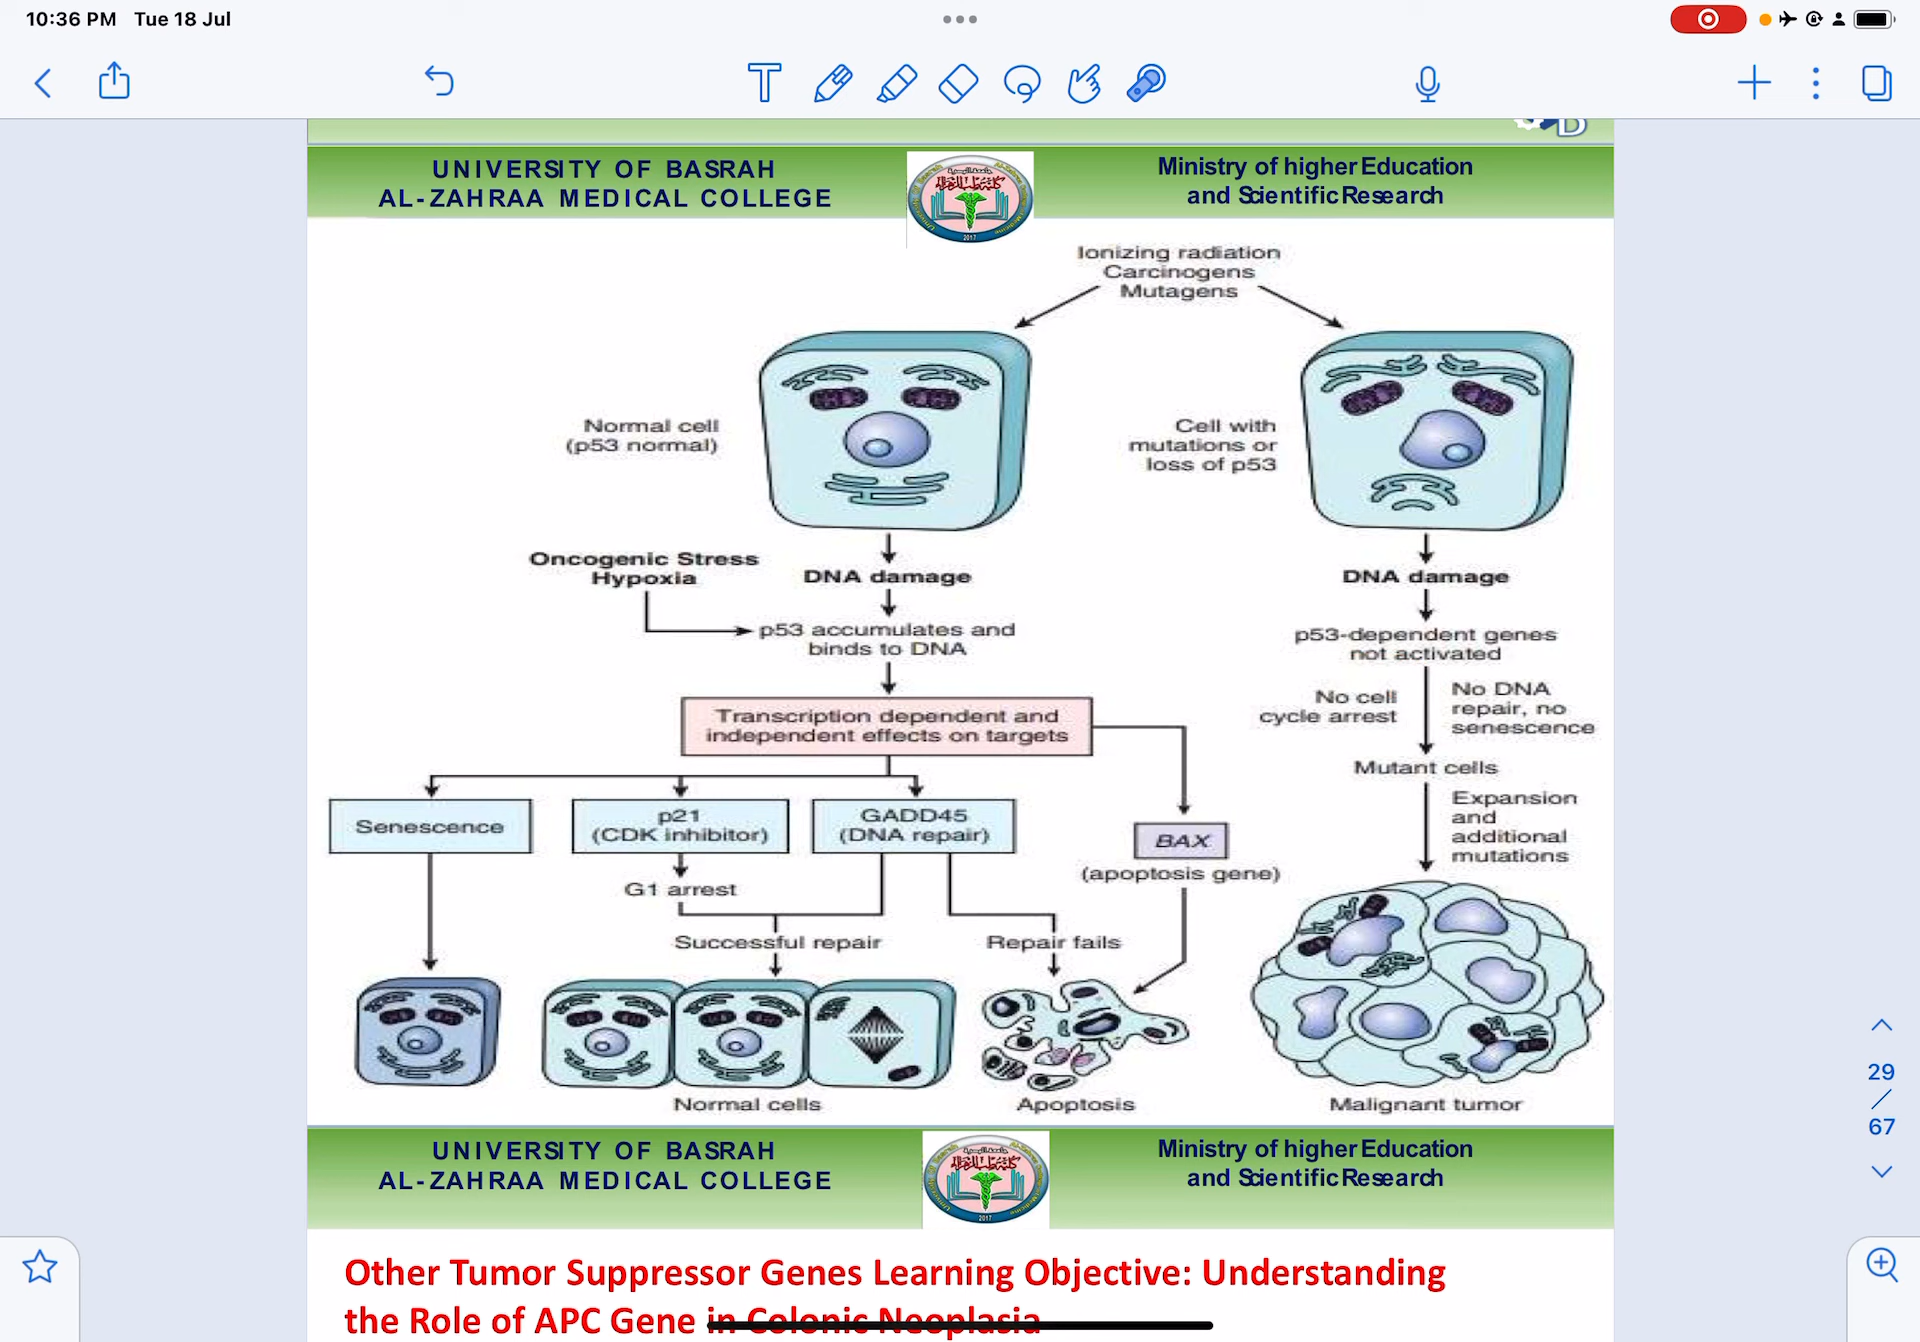 10:36 PM Tue 18 Jul
UNIVERSITY OF BASRAH
AL-ZAHRAA MEDICAL COLLEGE
2017
Ministry of higher Education
and Scientific Research
Ionizing radiation
Carcinogens
Mutagens
Normal cell
(p53 normal)
Cell with
mutations or
loss of p53
Oncogenic Stress
Hypoxia
DNA damage
DNA damage
p53 accumulates and
binds to DNA
p53-dependent genes
not activated
Transcription dependent and
independent effects on targets
No cell
cycle arrest
No DNA
repair, no
senescence
Mutant cells
Senescence
p21
(CDK inhibitor)
GADD45
(DNA repair)
BAX
(apoptosis gene)
Expansion
and
additional
mutations
G1 arrest
Successful repair
Repair fails
Normal cells
Apoptosis
Malignant tumor
29
/
67
UNIVERSITY OF BASRAH
AL-ZAHRAA MEDICAL COLLEGE
2017
Ministry of higher Education
and Scientific Research
Other Tumor Suppressor Genes Learning Objective: Understanding
the Role of APC Gene in Colonic Neoplasia